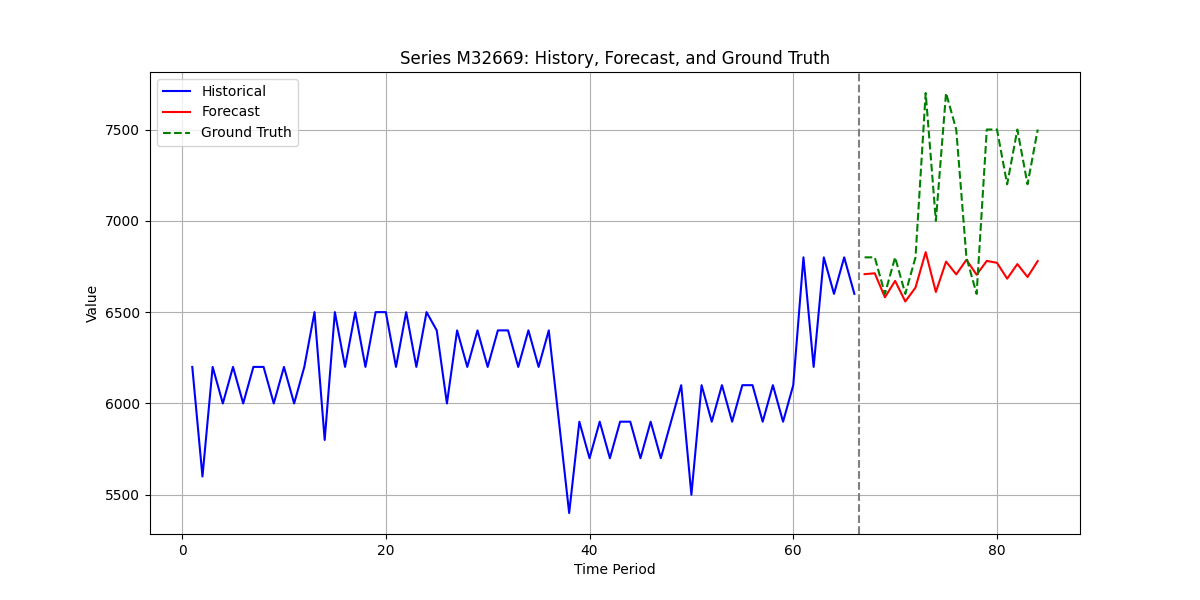 Series M32669: History, Forecast, and Ground Truth
Historical
Forecast
Ground Truth
Value
7500
7000
6500
6000
5500
0 20 40 60 80
Time Period